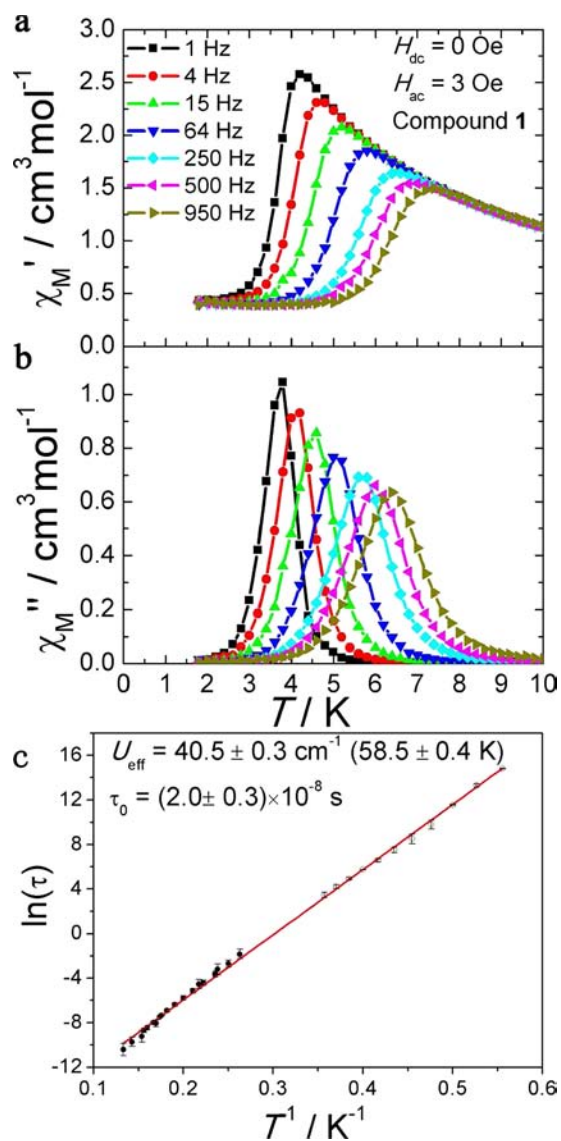 a
3.0
2.5
2.0
1.5
1.0
0.5
0.0
χM' / cm³mol⁻¹
1 Hz
4 Hz
15 Hz
64 Hz
250 Hz
500 Hz
950 Hz
Hdc = 0 Oe
Hac = 3 Oe
Compound 1
b
1.0
0.8
0.6
0.4
0.2
0.0
χM'' / cm³mol⁻¹
0 1 2 3 4 5 6 7 8 9 10
T / K
c
16
12
8
4
0
-4
-8
-12
ln(τ)
Ueff = 40.5 ± 0.3 cm⁻¹ (58.5 ± 0.4 K)
τ0 = (2.0± 0.3)×10⁻⁸ s
0.1 0.2 0.3 0.4 0.5 0.6
T¹ / K⁻¹